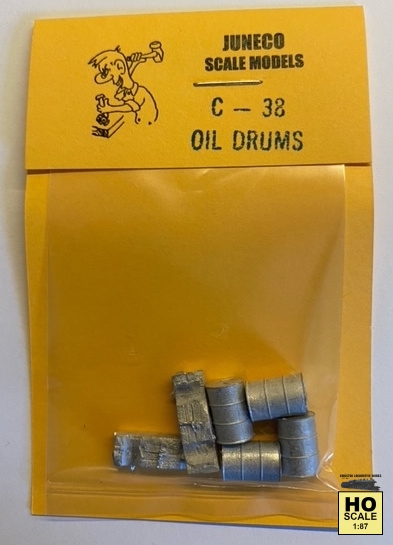 JUNECO
SCALE MODELS
C - 38
OIL DRUMS
HO
SCALE
1:87